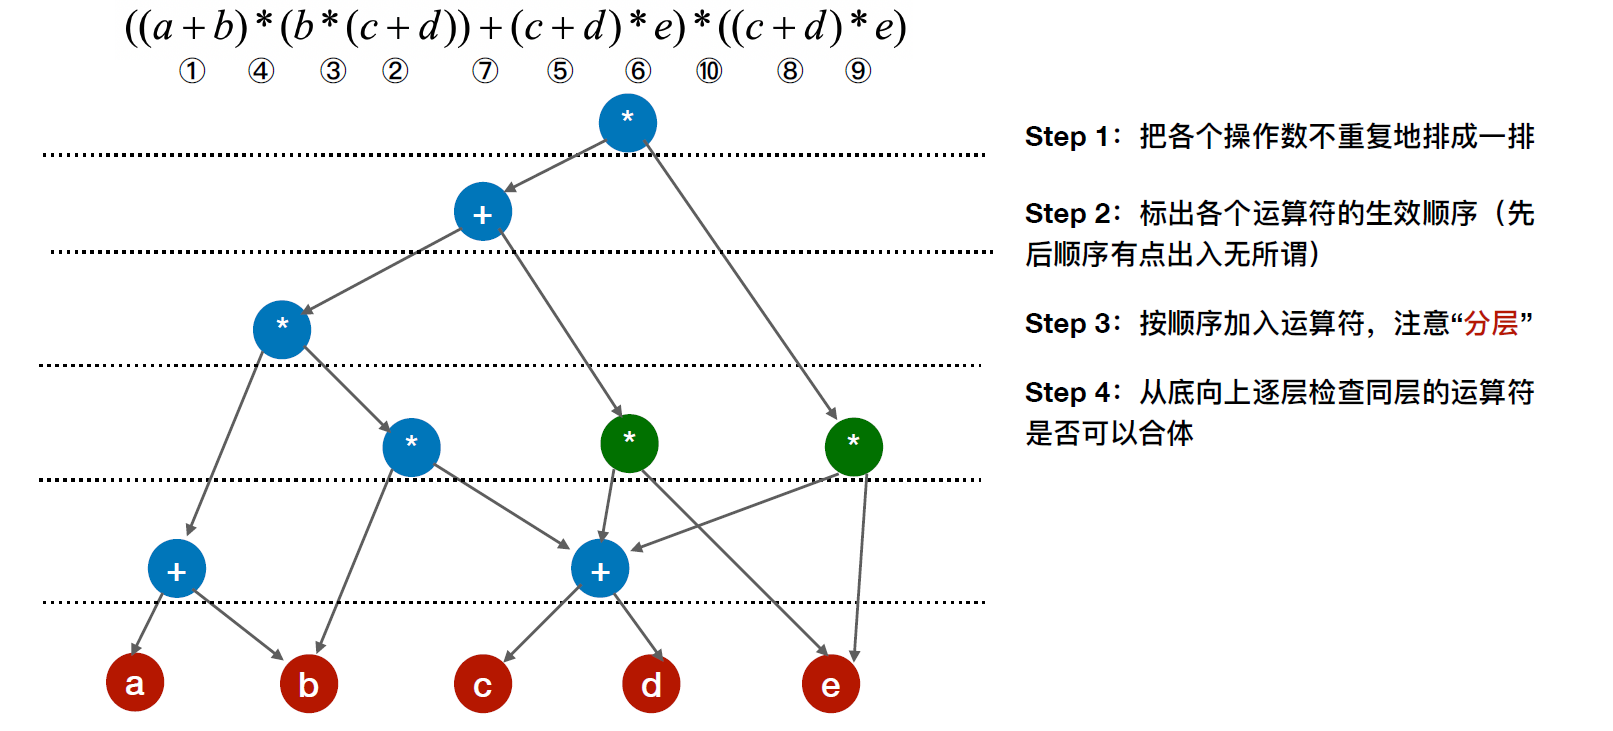 ((a+b)*(b*(c+d))+(c+d)*e)*((c+d)*e)
① ④ ③ ② ⑦ ⑤ ⑥ ⑩ ⑧ ⑨
*
+
*
* * *
+ +
a b c d e
Step 1：把各个操作数不重复地排成一排
Step 2：标出各个运算符的生效顺序（先
后顺序有点出入无所谓）
Step 3：按顺序加入运算符，注意“分层”
Step 4：从底向上逐层检查同层的运算符
是否可以合体